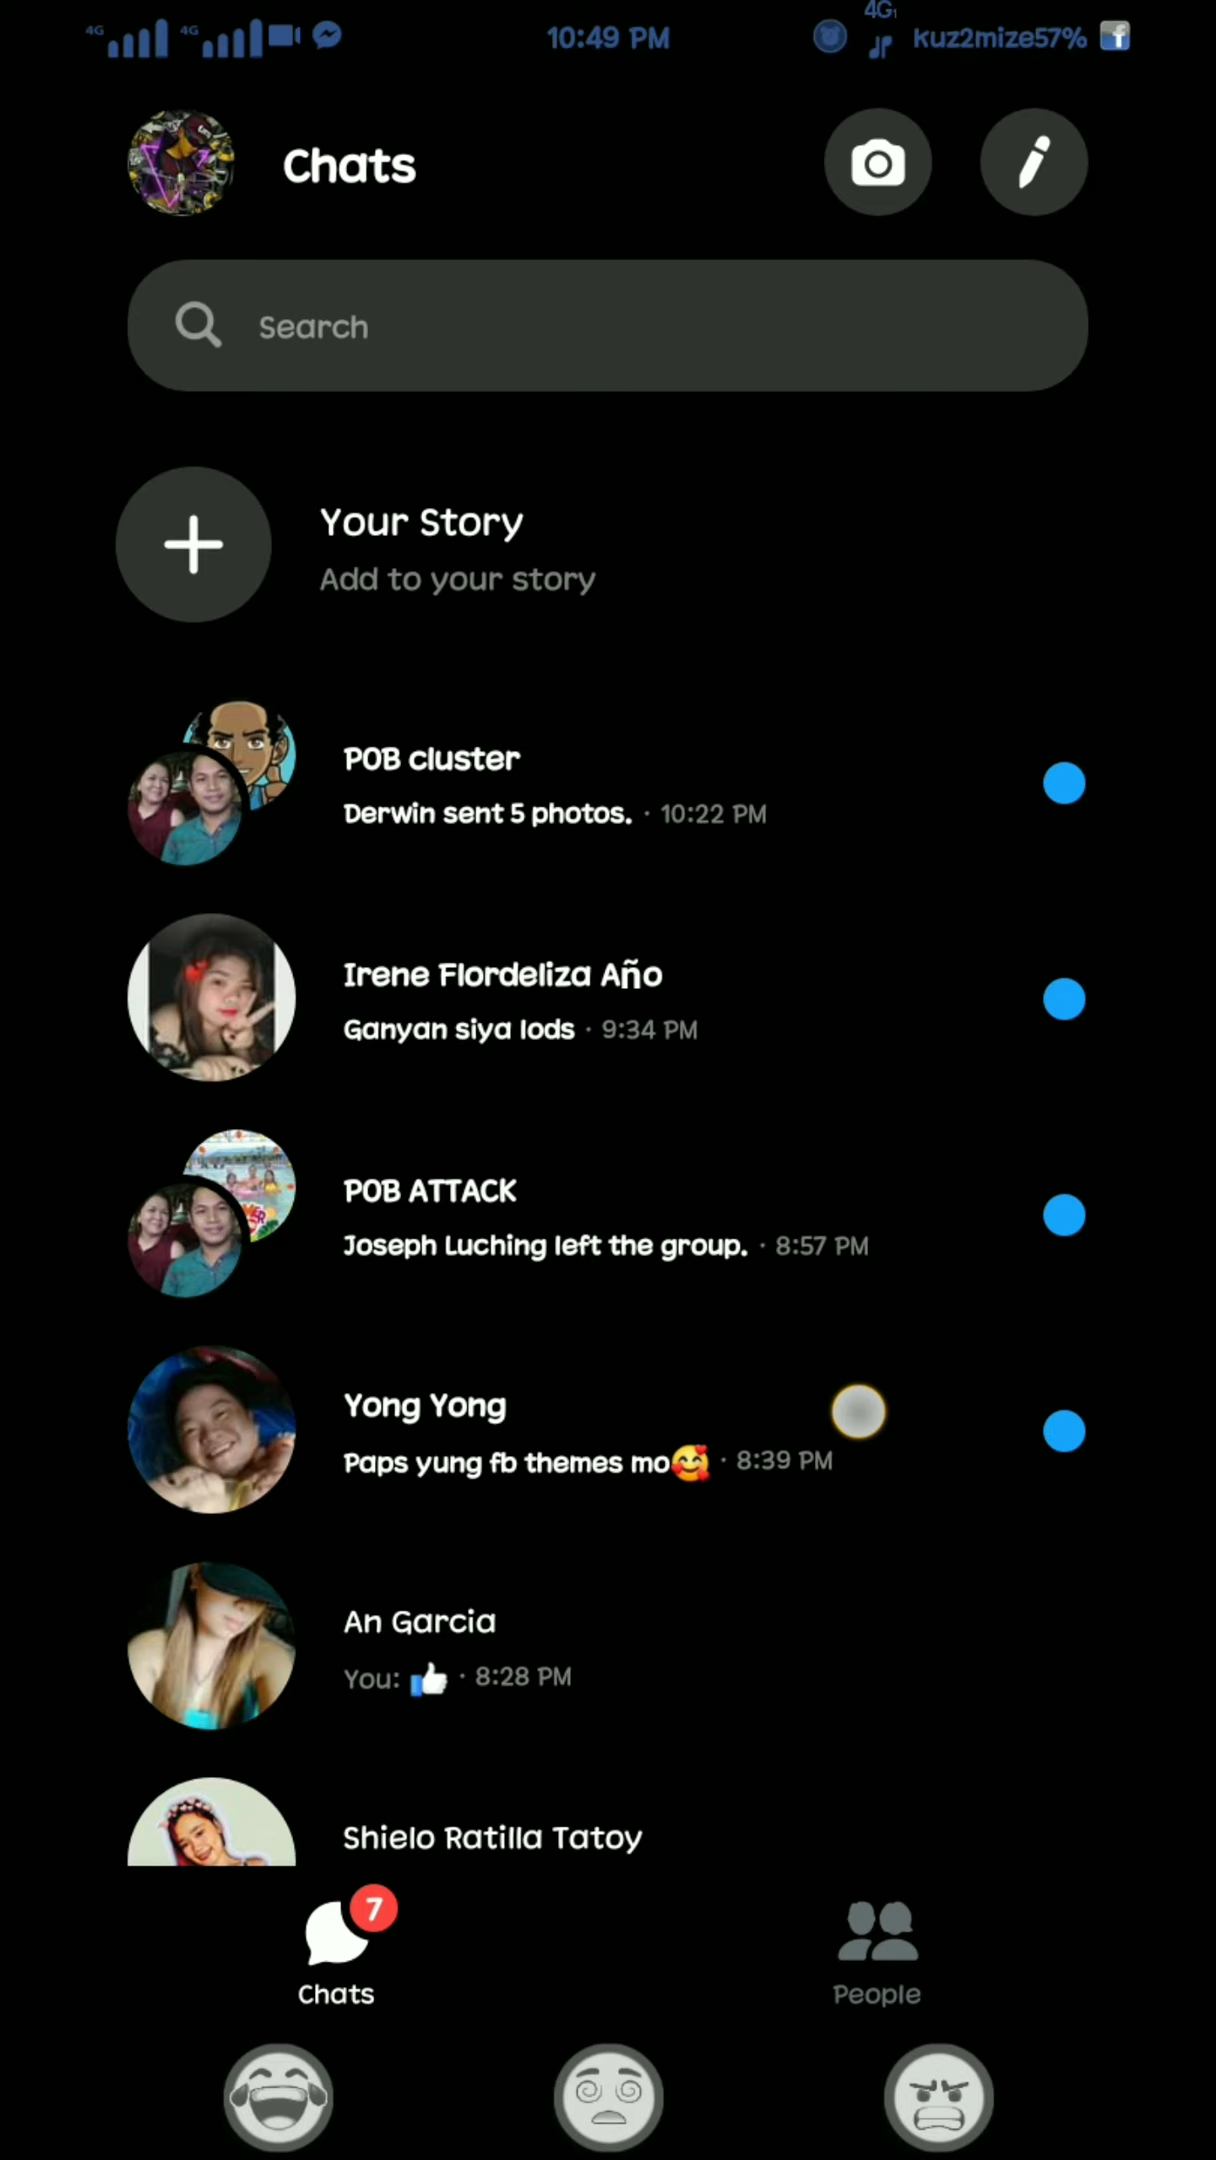 4G 4G 10:49 PM 4G kuz2mize57%
Chats
Search
Your Story
Add to your story
POB cluster
Derwin sent 5 photos. · 10:22 PM
Irene Flordeliza Año
Ganyan siya lods · 9:34 PM
POB ATTACK
Joseph Luching left the group. · 8:57 PM
Yong Yong
Paps yung fb themes mo🥰 · 8:39 PM
An Garcia
You: 👍 · 8:28 PM
Shielo Ratilla Tatoy
7
Chats
People